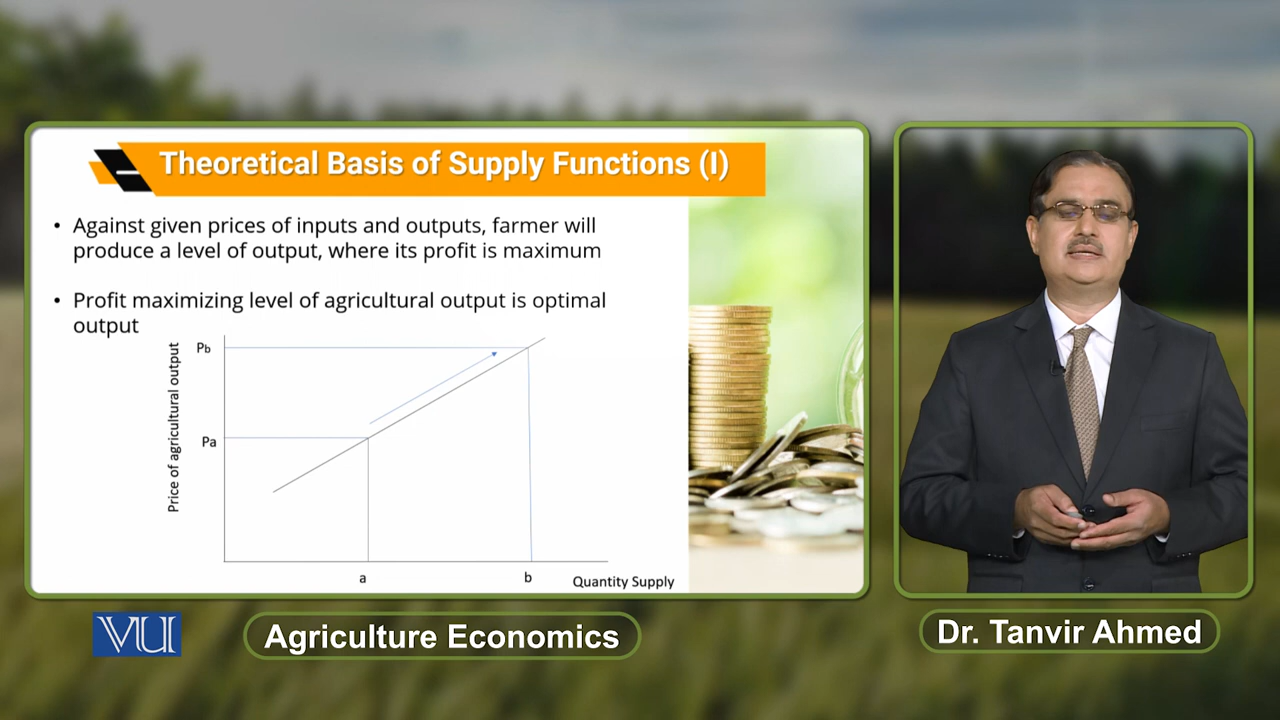 Theoretical Basis of Supply Functions (I)
• Against given prices of inputs and outputs, farmer will
produce a level of output, where its profit is maximum
• Profit maximizing level of agricultural output is optimal
output
Price of agricultural output
Pb
Pa
a
b
Quantity Supply
VU
Agriculture Economics
Dr. Tanvir Ahmed